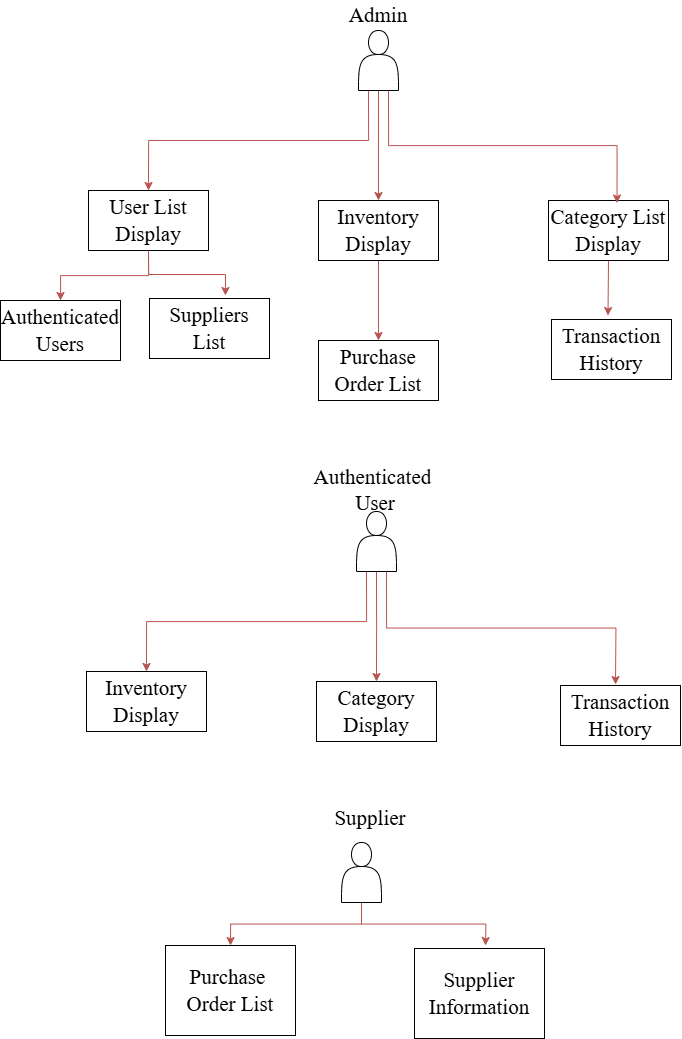 Admin
User List
Display
Inventory
Display
Category List
Display
Authenticated
Users
Suppliers
List
Purchase
Order List
Transaction
History
Authenticated
User
Inventory
Display
Category
Display
Transaction
History
Supplier
Purchase
Order List
Supplier
Information